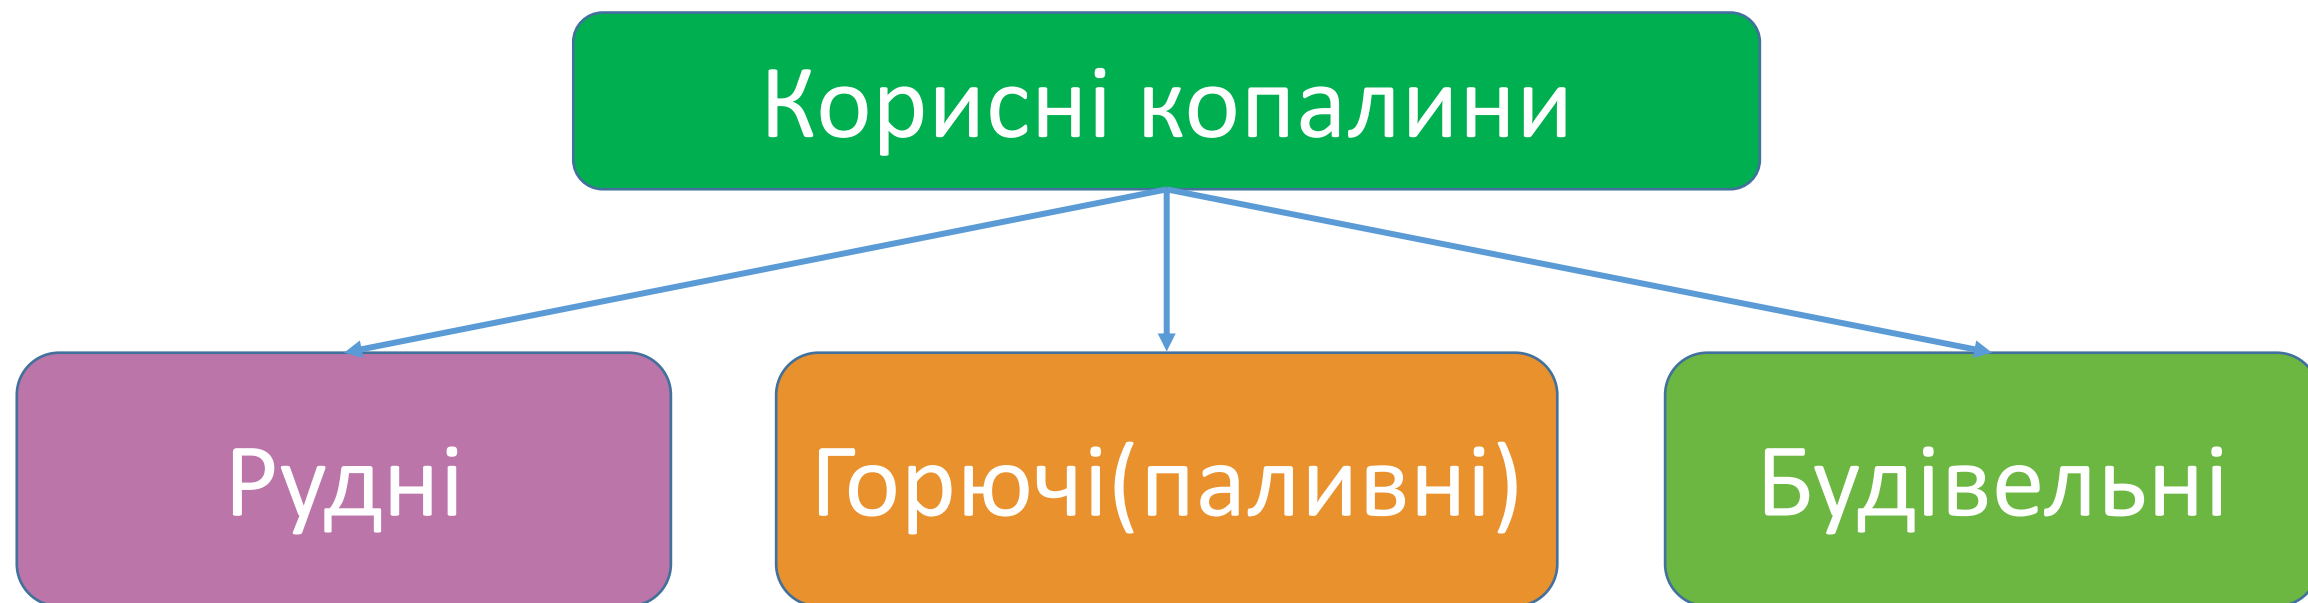 Корисні копалини
Рудні
Горючі(паливні)
Будівельні